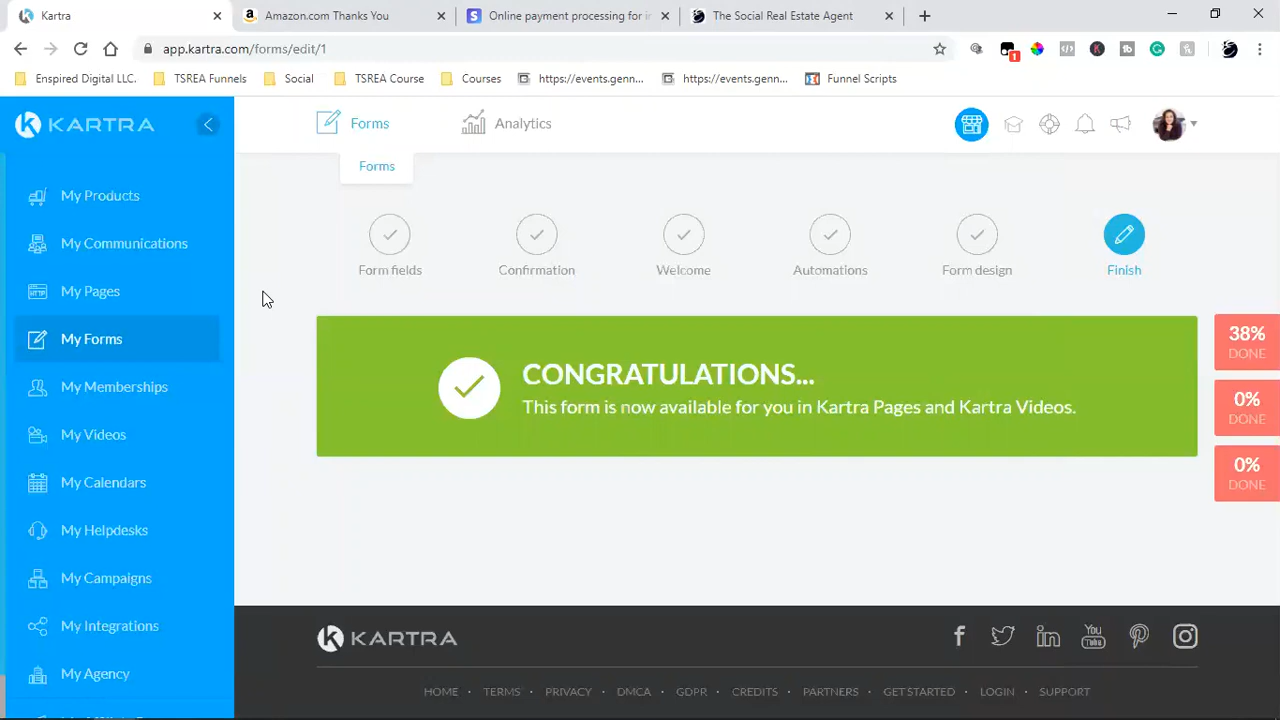 Kartra
Amazon.com Thanks You
Online payment processing for in
The Social Real Estate Agent
app.kartra.com/forms/edit/1
1
Enspired Digital LLC.
TSREA Funnels
Social
TSREA Course
Courses
https://events.genn...
https://events.genn...
Funnel Scripts
KARTRA
Forms
Analytics
Forms
My Products
My Communications
My Pages
My Forms
My Memberships
My Videos
My Calendars
My Helpdesks
My Campaigns
My Integrations
My Agency
Form fields
Confirmation
Welcome
Automations
Form design
Finish
CONGRATULATIONS...
This form is now available for you in Kartra Pages and Kartra Videos.
38%
DONE
0%
DONE
0%
DONE
KARTRA
You
Tube
HOME · TERMS · PRIVACY · DMCA · GDPR · CREDITS · PARTNERS · GET STARTED · LOGIN · SUPPORT